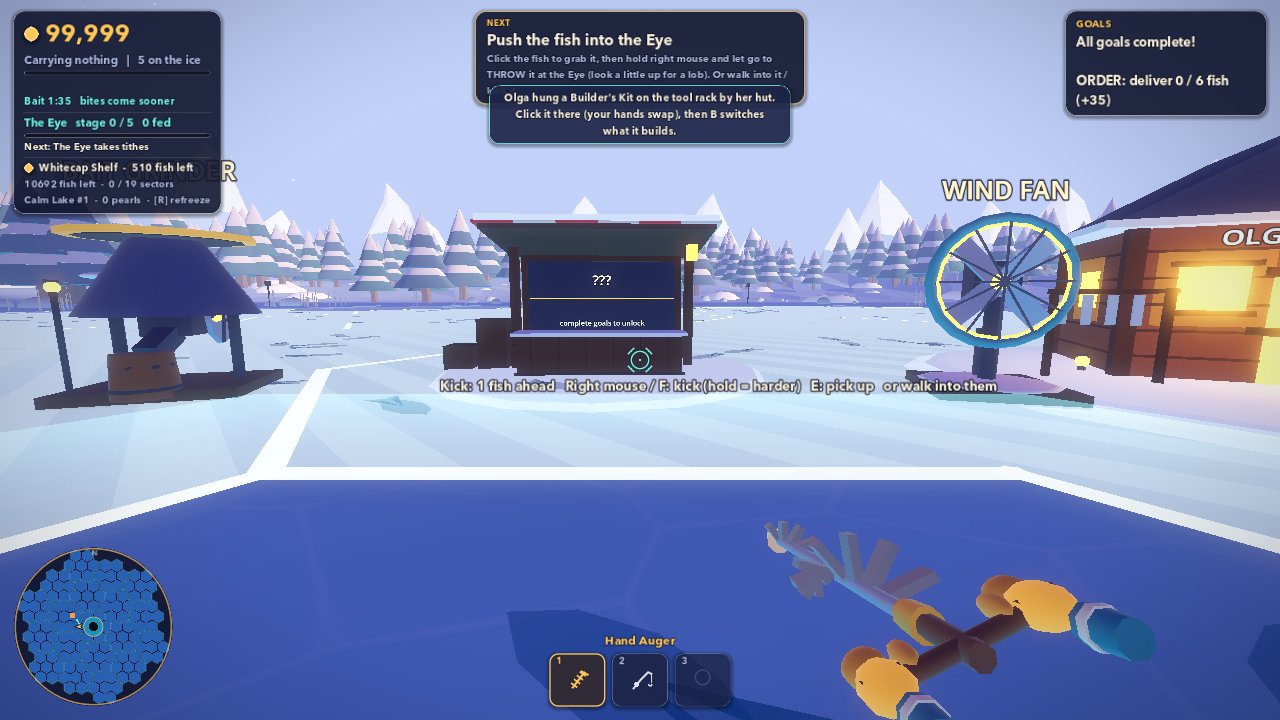 99,999
Carrying nothing | 5 on the ice
Bait 1:35 bites come sooner
The Eye stage 0 / 5 0 fed
Next: The Eye takes tithes
Whitecap Shelf - 510 fish left
10692 fish left - 0 / 19 sectors
Calm Lake #1 - 0 pearls - [R] refreeze
NEXT
Push the fish into the Eye
Click the fish to grab it, then hold right mouse and let go to
THROW it at the Eye (look a little up for a lob). Or walk into it /
Olga hung a Builder's Kit on the tool rack by her hut.
Click it there (your hands swap), then B switches
what it builds.
GOALS
All goals complete!
ORDER: deliver 0 / 6 fish
(+35)
WIND FAN
OLG
???
complete goals to unlock
Kick: 1 fish ahead Right mouse / F: kick (hold = harder) E: pick up or walk into them
N
Hand Auger
1
2
3